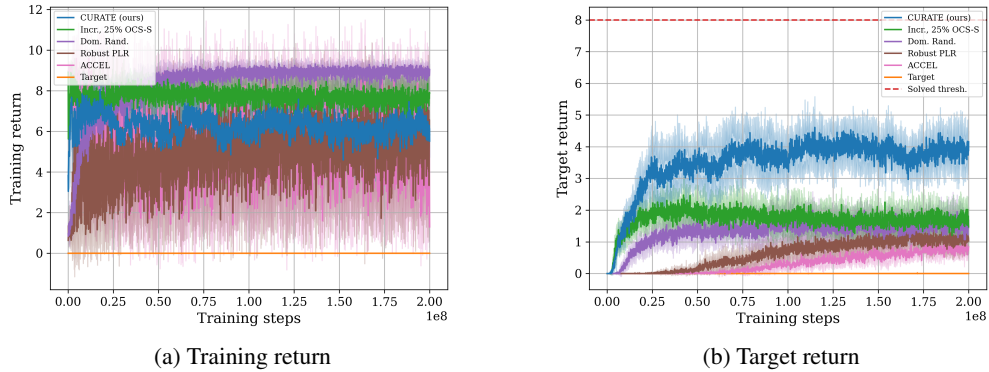 CURATE (ours)
Incr., 25% OCS-S
Dom. Rand.
Robust PLR
ACCEL
Target
Training return
12
10
8
6
4
2
0
0.00 0.25 0.50 0.75 1.00 1.25 1.50 1.75 2.00
1e8
Training steps
(a) Training return
CURATE (ours)
Incr., 25% OCS-S
Dom. Rand.
Robust PLR
ACCEL
Target
Solved thresh.
Target return
8
7
6
5
4
3
2
1
0
0.00 0.25 0.50 0.75 1.00 1.25 1.50 1.75 2.00
1e8
Training steps
(b) Target return